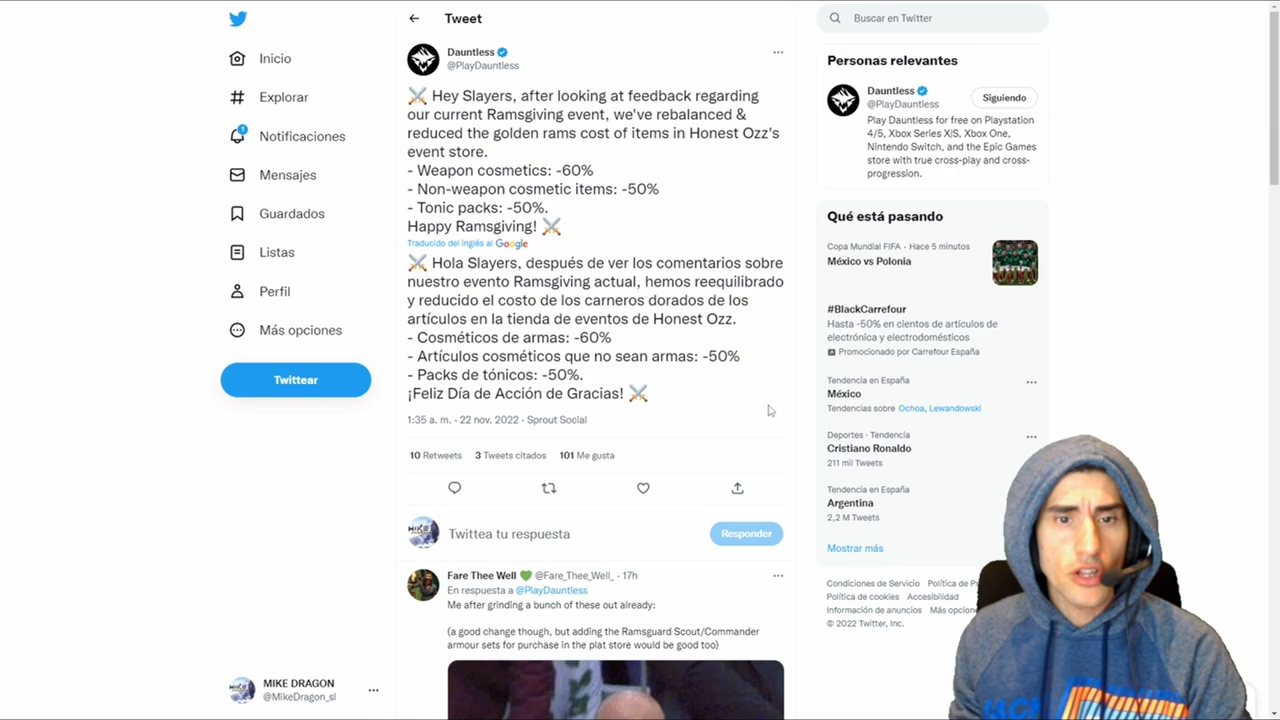 Tweet
Buscar en Twitter
Inicio
Explorar
Notificaciones
1
Mensajes
Guardados
Listas
Perfil
Más opciones
Twittear
MIKE DRAGON
@MikeDragon_sl
Dauntless
@PlayDauntless
⚔️ Hey Slayers, after looking at feedback regarding
our current Ramsgiving event, we've rebalanced &
reduced the golden rams cost of items in Honest Ozz's
event store.
- Weapon cosmetics: -60%
- Non-weapon cosmetic items: -50%
- Tonic packs: -50%.
Happy Ramsgiving! ⚔️
Traducido del inglés al Google
⚔️ Hola Slayers, después de ver los comentarios sobre
nuestro evento Ramsgiving actual, hemos reequilibrado
y reducido el costo de los carneros dorados de los
artículos en la tienda de eventos de Honest Ozz.
- Cosméticos de armas: -60%
- Artículos cosméticos que no sean armas: -50%
- Packs de tónicos: -50%.
¡Feliz Día de Acción de Gracias! ⚔️
1:35 a. m. · 22 nov. 2022 · Sprout Social
10 Retweets 3 Tweets citados 101 Me gusta
Twittea tu respuesta
Responder
Fare Thee Well 💚 @Fare_Thee_Well_ · 17h
En respuesta a @PlayDauntless
Me after grinding a bunch of these out already:
(a good change though, but adding the Ramsguard Scout/Commander
armour sets for purchase in the plat store would be good too)
Personas relevantes
Dauntless
@PlayDauntless
Siguiendo
Play Dauntless for free on Playstation
4/5, Xbox Series X|S, Xbox One,
Nintendo Switch, and the Epic Games
store with true cross-play and cross-
progression.
Qué está pasando
Copa Mundial FIFA · Hace 5 minutos
México vs Polonia
#BlackCarrefour
Hasta -50% en cientos de artículos de
electrónica y electrodomésticos
Promocionado por Carrefour España
Tendencia en España
México
Tendencias sobre Ochoa, Lewandowski
Deportes · Tendencia
Cristiano Ronaldo
211 mil Tweets
Tendencia en España
Argentina
2,2 M Tweets
Mostrar más
Condiciones de Servicio Política de
Política de cookies Accesibilidad
Información de anuncios Más
© 2022 Twitter, Inc.